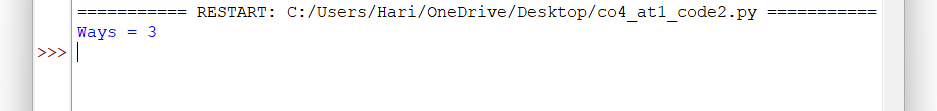 =========== RESTART: C:/Users/Hari/OneDrive/Desktop/co4_at1_code2.py ===========
Ways = 3
>>>